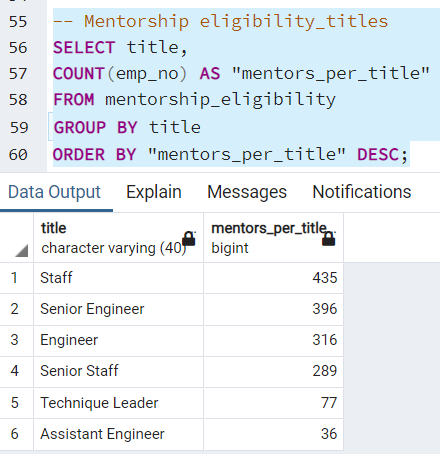 55 -- Mentorship eligibility_titles
56 SELECT title,
57 COUNT(emp_no) AS "mentors_per_title"
58 FROM mentorship_eligibility
59 GROUP BY title
60 ORDER BY "mentors_per_title" DESC;
Data Output Explain Messages Notifications
title mentors_per_title
character varying (40) bigint
1 Staff 435
2 Senior Engineer 396
3 Engineer 316
4 Senior Staff 289
5 Technique Leader 77
6 Assistant Engineer 36